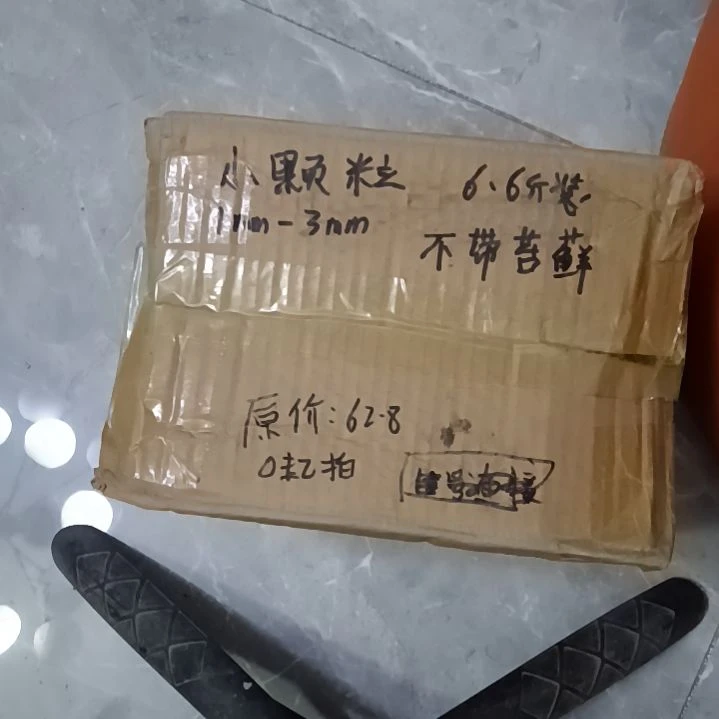 小颗粒 6.6斤装
1mm-3mm
不带苔藓
原价:62.8
0起拍